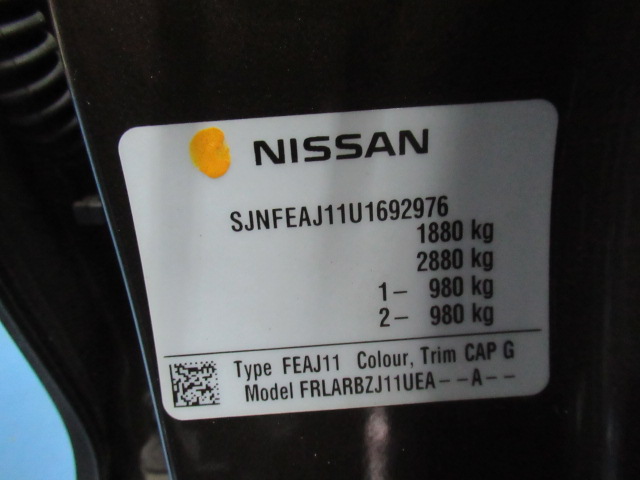 NISSAN
SJNFEAJ11U1692976
1880 kg
2880 kg
1– 980 kg
2– 980 kg
Type FEAJ11 Colour, Trim CAP G
Model FRLARBZJ11UEA--A--